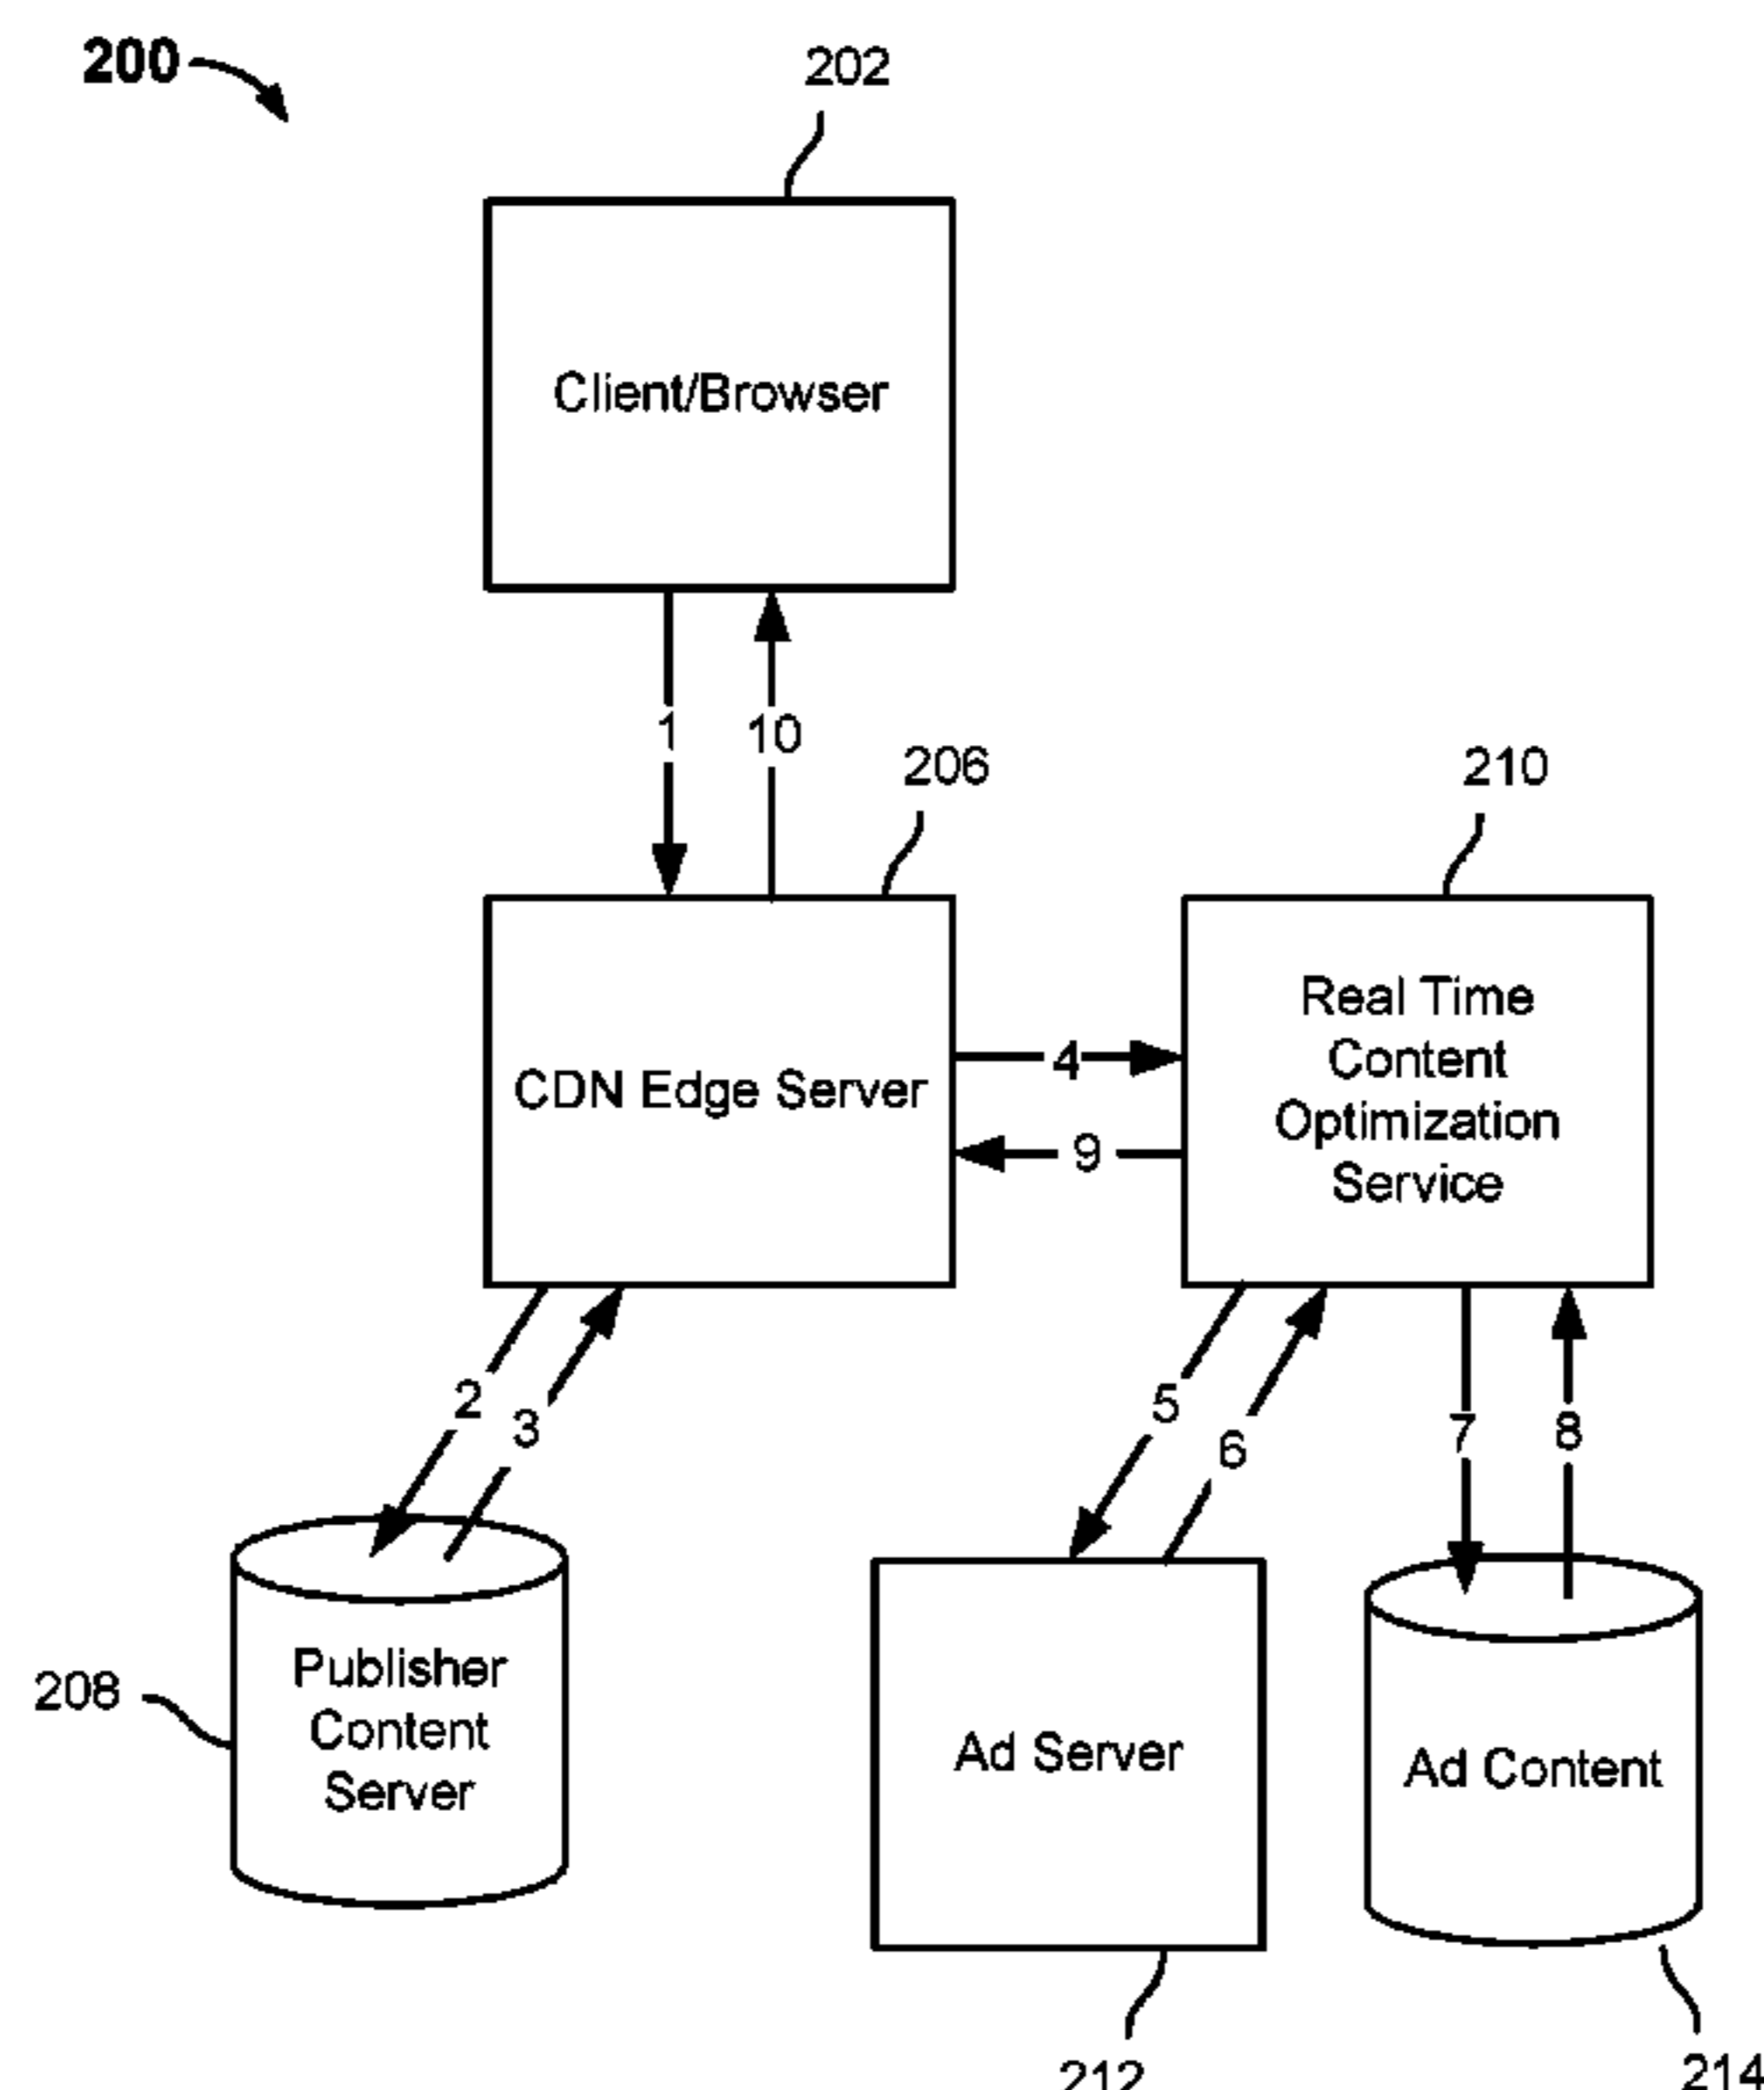 200
202
Client/Browser
1
10
206
210
CDN Edge Server
Real Time
Content
Optimization
Service
4
9
2
3
5
6
7
8
208
Publisher
Content
Server
Ad Server
Ad Content
212
214